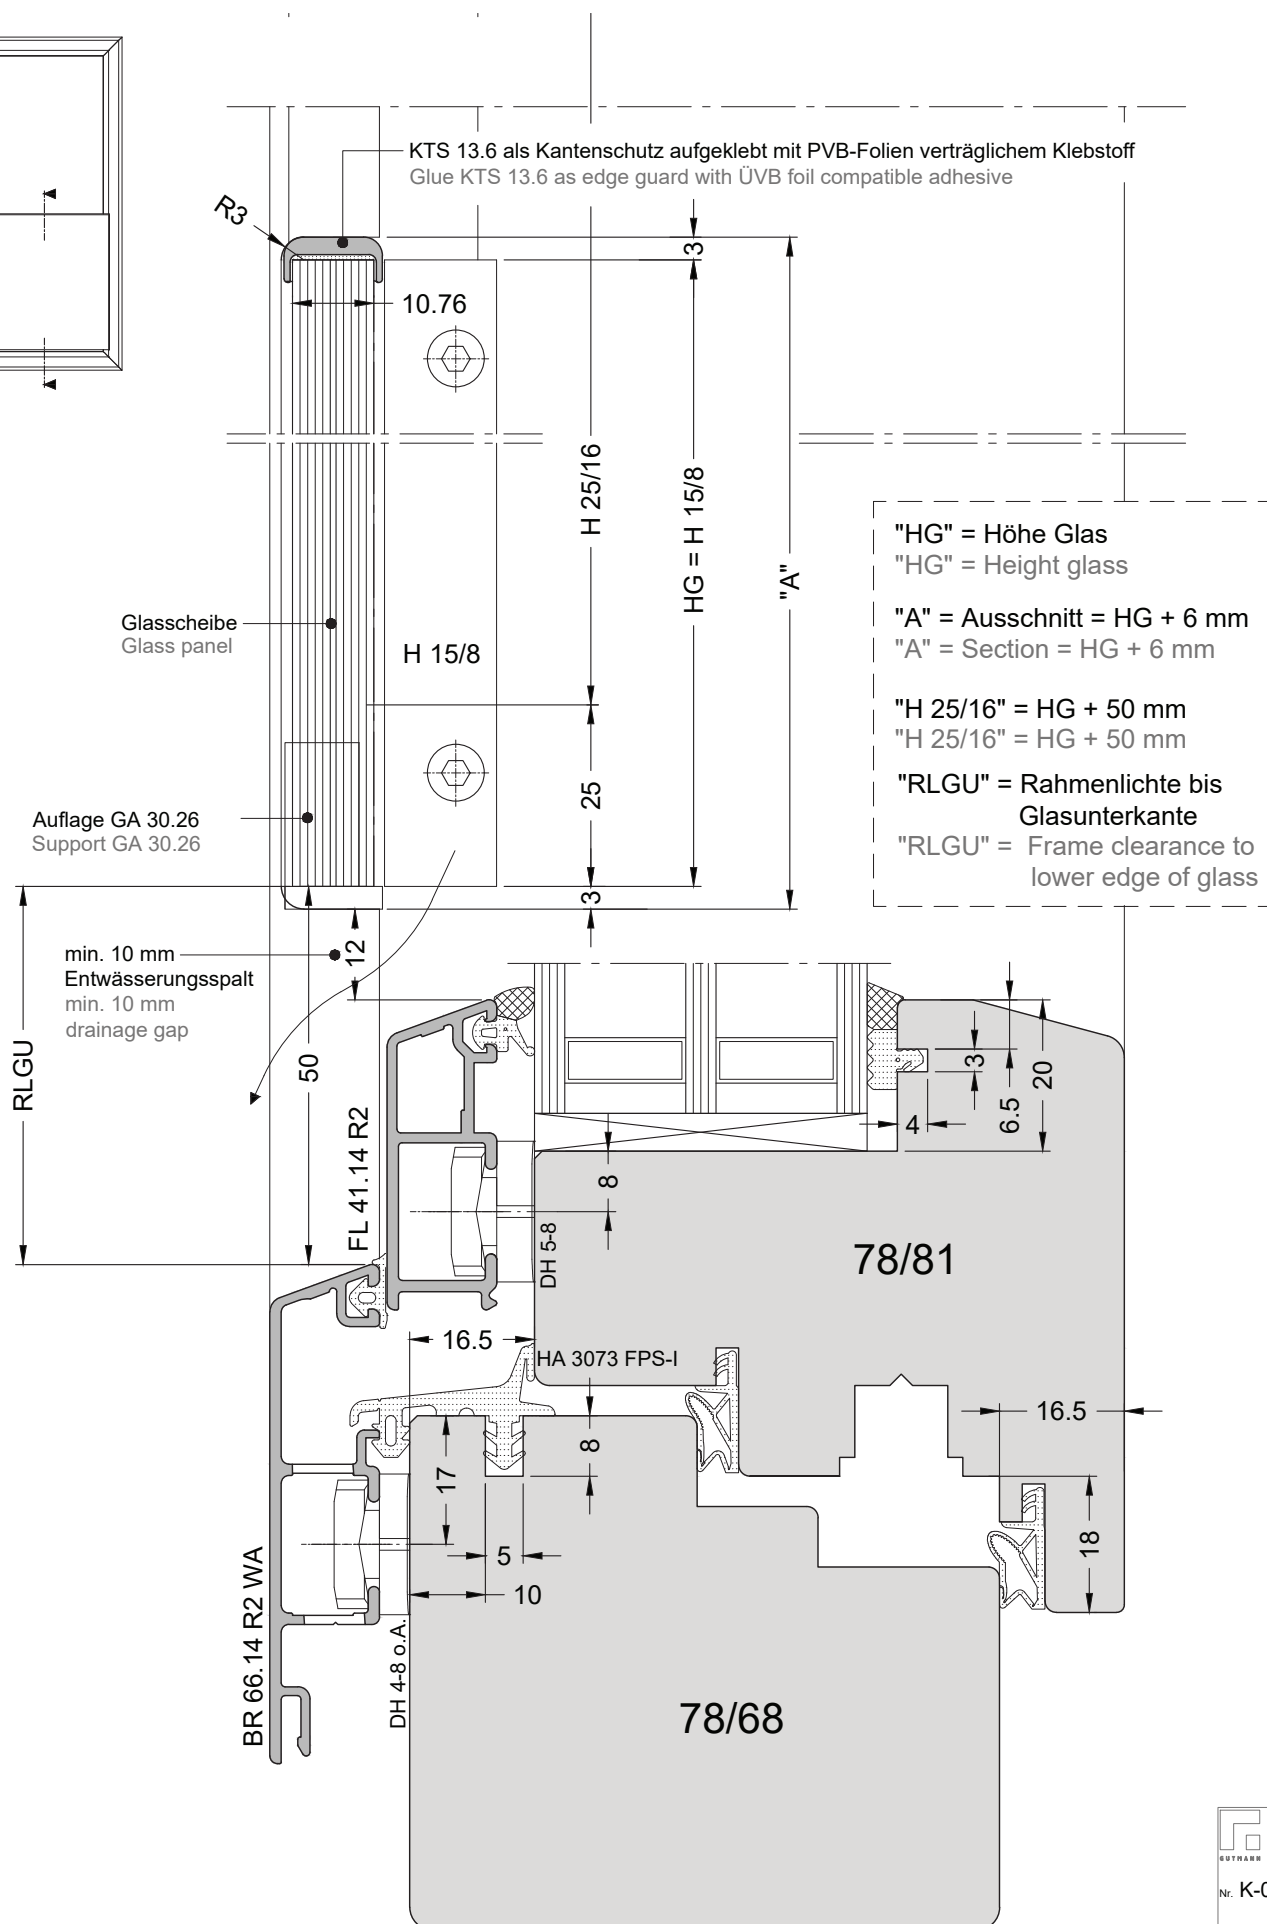 KTS 13.6 als Kantenschutz aufgeklebt mit PVB-Folien verträglichem Klebstoff
Glue KTS 13.6 as edge guard with ÜVB foil compatible adhesive
R3
3
10.76
H 25/16
HG = H 15/8
"A"
"HG" = Höhe Glas
"HG" = Height glass
"A" = Ausschnitt = HG + 6 mm
"A" = Section = HG + 6 mm
"H 25/16" = HG + 50 mm
"H 25/16" = HG + 50 mm
"RLGU" = Rahmenlichte bis
Glasunterkante
"RLGU" = Frame clearance to
lower edge of glass
Glasscheibe
Glass panel
H 15/8
25
Auflage GA 30.26
Support GA 30.26
3
12
min. 10 mm
Entwässerungsspalt
min. 10 mm
drainage gap
RLGU
50
FL 41.14 R2
3
20
6.5
4
8
DH 5-8
78/81
16.5
HA 3073 FPS-I
16.5
8
17
5
10
18
BR 66.14 R2 WA
DH 4-8 o.A.
78/68
GUTMANN
Nr. K-0